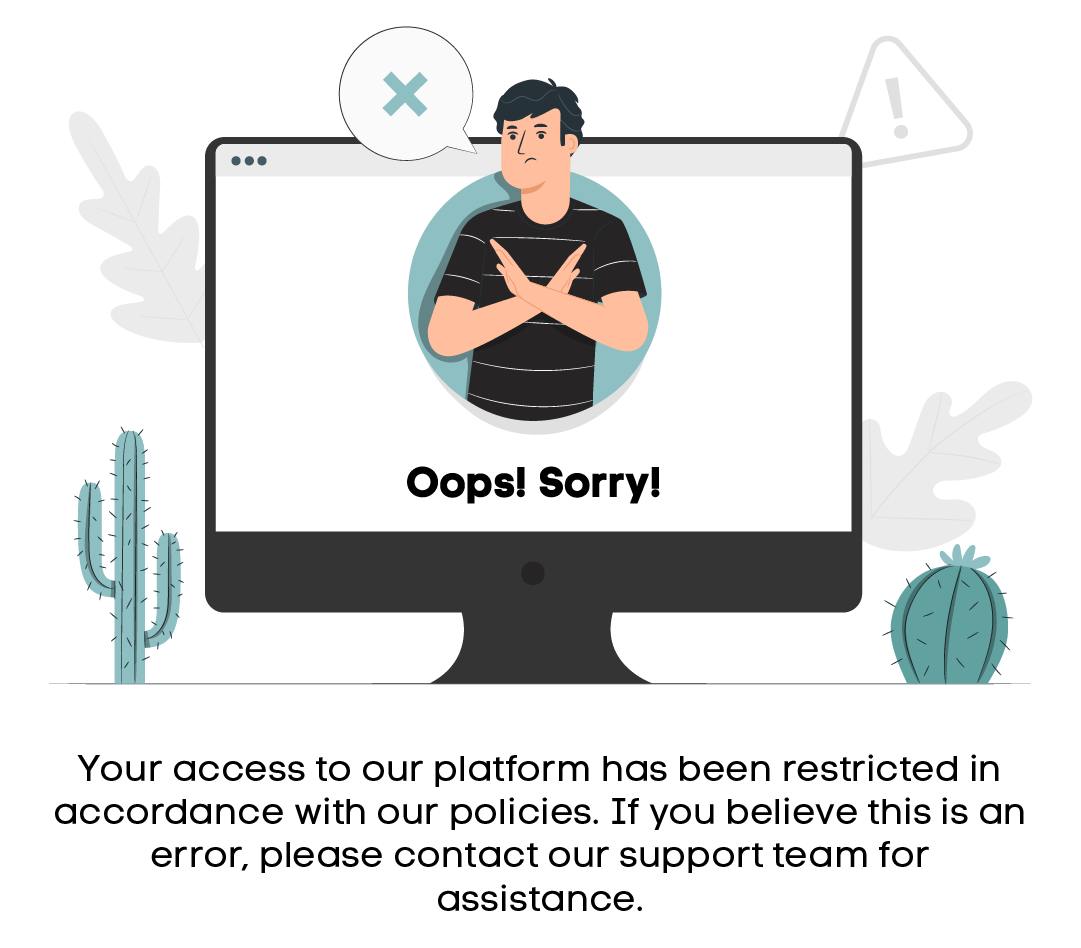 Oops! Sorry!
Your access to our platform has been restricted in
accordance with our policies. If you believe this is an
error, please contact our support team for
assistance.